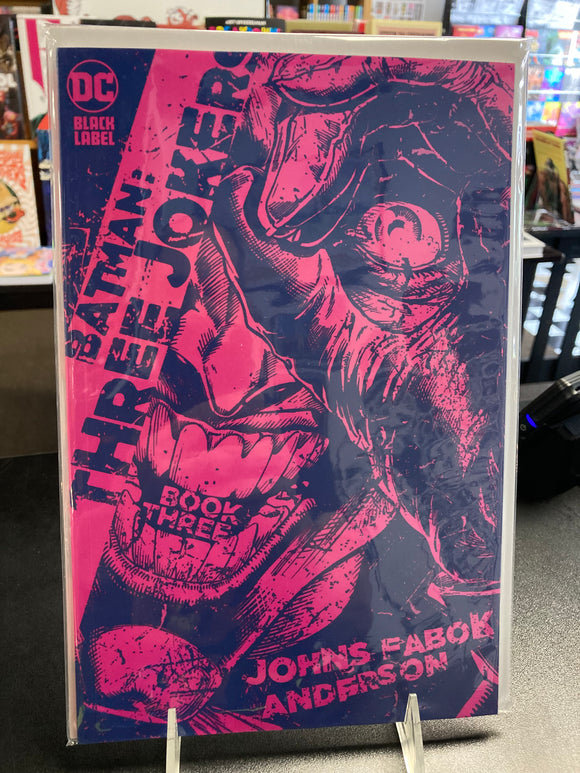 DC
BLACK
LABEL
BATMAN:
THREE JOKERS
BOOK
THREE
JOHNS FABOK
ANDERSON